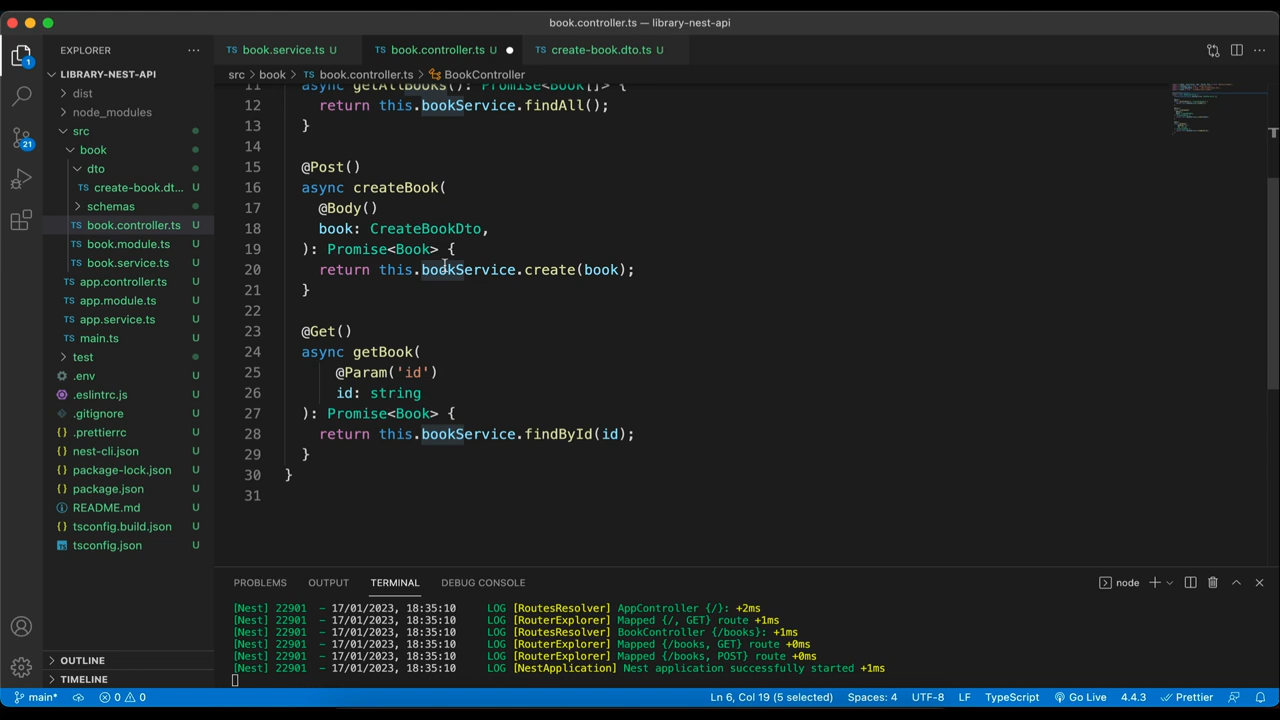 book.controller.ts — library-nest-api
EXPLORER
TS book.service.ts U
TS book.controller.ts U
TS create-book.dto.ts U
src > book > TS book.controller.ts > BookController
LIBRARY-NEST-API
dist
node_modules
src
book
dto
TS create-book.dt... U
schemas
TS book.controller.ts U
TS book.module.ts U
TS book.service.ts U
TS app.controller.ts U
TS app.module.ts U
TS app.service.ts U
TS main.ts U
test
.env U
.eslintrc.js U
.gitignore U
.prettierrc U
nest-cli.json U
package-lock.json U
package.json U
README.md U
tsconfig.build.json U
tsconfig.json U
OUTLINE
TIMELINE
1
21
11 async getAllBooks(): Promise<Book[]> {
12 return this.bookService.findAll();
13 }
14
15 @Post()
16 async createBook(
17 @Body()
18 book: CreateBookDto,
19 ): Promise<Book> {
20 return this.bookService.create(book);
21 }
22
23 @Get()
24 async getBook(
25 @Param('id')
26 id: string
27 ): Promise<Book> {
28 return this.bookService.findById(id);
29 }
30 }
31
PROBLEMS OUTPUT TERMINAL DEBUG CONSOLE
node
[Nest] 22901 - 17/01/2023, 18:35:10 LOG [RoutesResolver] AppController {/}: +2ms
[Nest] 22901 - 17/01/2023, 18:35:10 LOG [RouterExplorer] Mapped {/, GET} route +1ms
[Nest] 22901 - 17/01/2023, 18:35:10 LOG [RoutesResolver] BookController {/books}: +1ms
[Nest] 22901 - 17/01/2023, 18:35:10 LOG [RouterExplorer] Mapped {/books, GET} route +0ms
[Nest] 22901 - 17/01/2023, 18:35:10 LOG [RouterExplorer] Mapped {/books, POST} route +0ms
[Nest] 22901 - 17/01/2023, 18:35:10 LOG [NestApplication] Nest application successfully started +1ms
main* 0 0 Ln 6, Col 19 (5 selected) Spaces: 4 UTF-8 LF TypeScript Go Live 4.4.3 Prettier